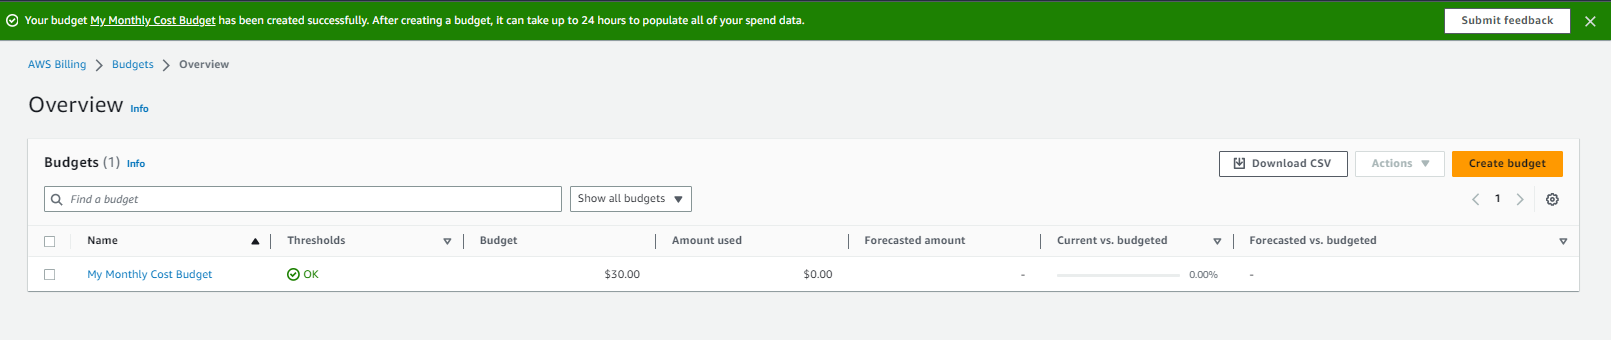 Your budget My Monthly Cost Budget has been created successfully. After creating a budget, it can take up to 24 hours to populate all of your spend data.
Submit feedback
AWS Billing
Budgets
Overview
Overview Info
Budgets (1) Info
Download CSV
Actions
Create budget
Find a budget
Show all budgets
1
Name
Thresholds
Budget
Amount used
Forecasted amount
Current vs. budgeted
Forecasted vs. budgeted
My Monthly Cost Budget
OK
$30.00
$0.00
-
0.00%
-